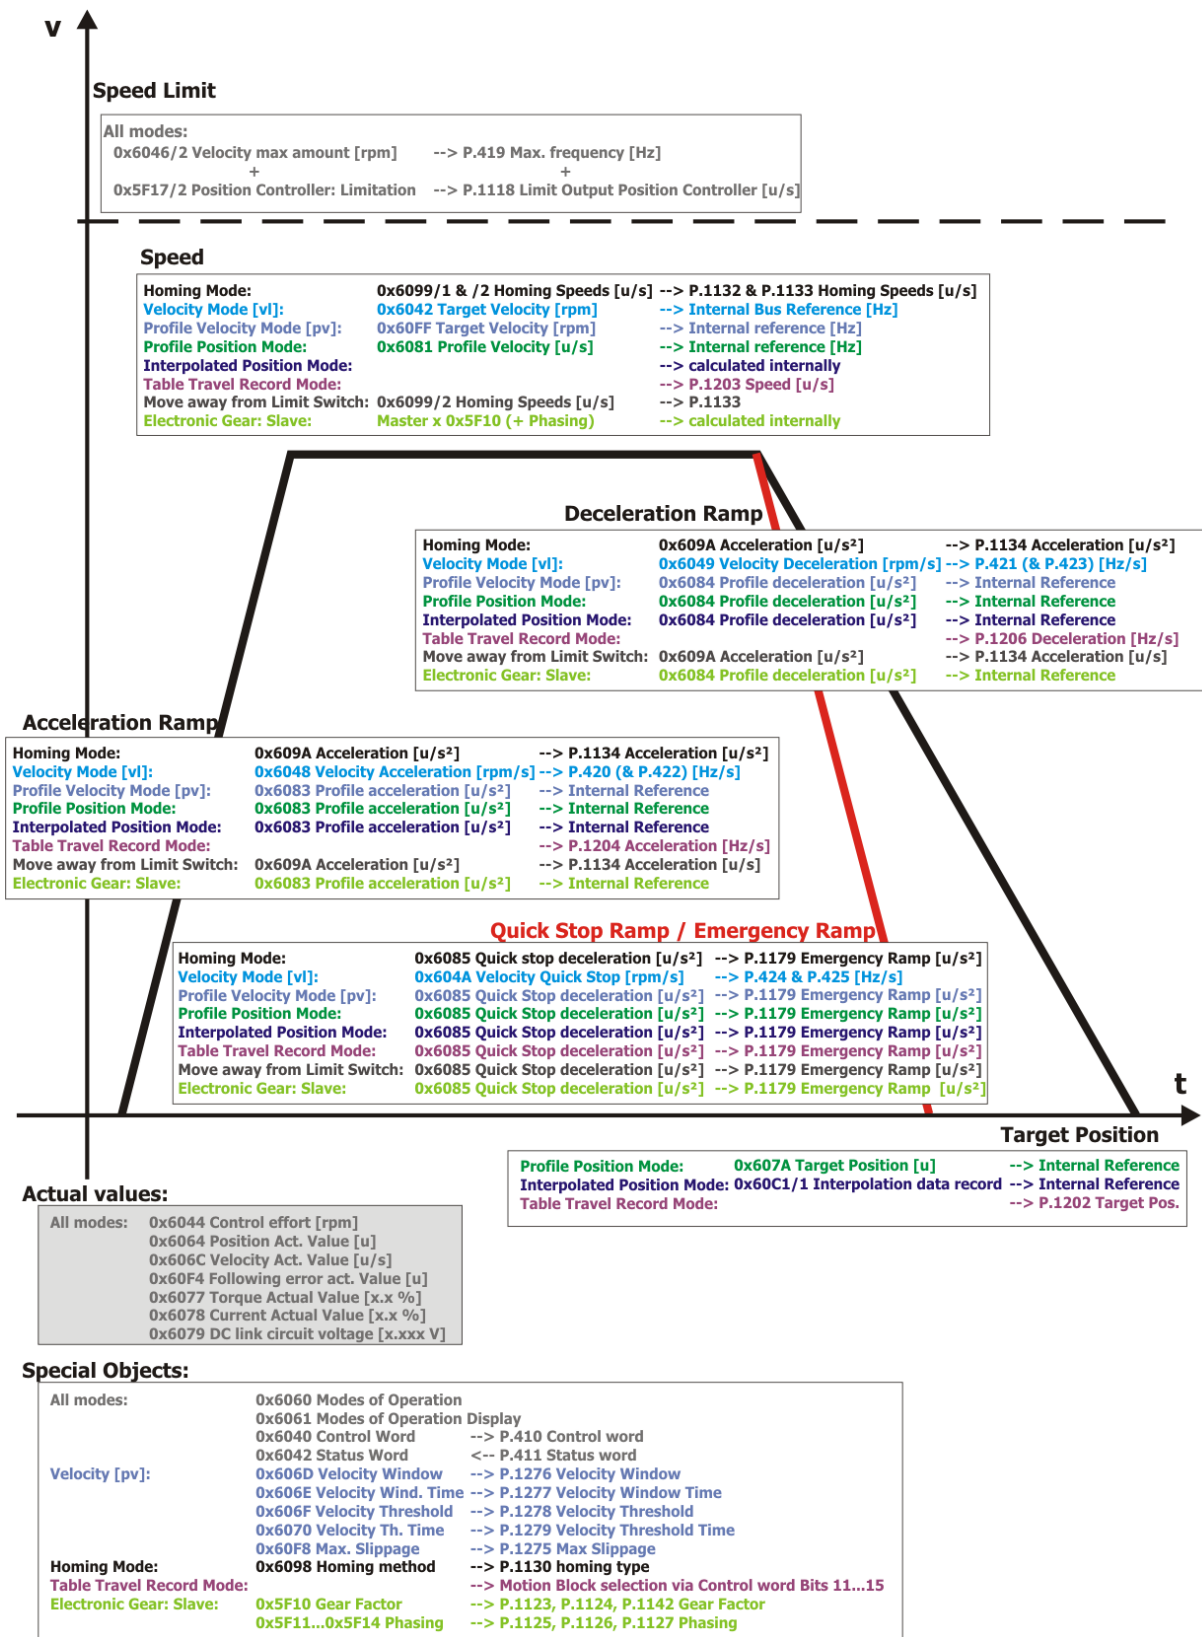 v
Speed Limit
All modes:
0x6046/2 Velocity max amount [rpm] --> P.419 Max. frequency [Hz]
+ +
0x5F17/2 Position Controller: Limitation --> P.1118 Limit Output Position Controller [u/s]
Speed
Homing Mode: 0x6099/1 & /2 Homing Speeds [u/s] --> P.1132 & P.1133 Homing Speeds [u/s]
Velocity Mode [vl]: 0x6042 Target Velocity [rpm] --> Internal Bus Reference [Hz]
Profile Velocity Mode [pv]: 0x60FF Target Velocity [rpm] --> Internal reference [Hz]
Profile Position Mode: 0x6081 Profile Velocity [u/s] --> Internal reference [Hz]
Interpolated Position Mode: --> calculated internally
Table Travel Record Mode: --> P.1203 Speed [u/s]
Move away from Limit Switch: 0x6099/2 Homing Speeds [u/s] --> P.1133
Electronic Gear: Slave: Master x 0x5F10 (+ Phasing) --> calculated internally
Deceleration Ramp
Homing Mode: 0x609A Acceleration [u/s²] --> P.1134 Acceleration [u/s²]
Velocity Mode [vl]: 0x6049 Velocity Deceleration [rpm/s] --> P.421 (& P.423) [Hz/s]
Profile Velocity Mode [pv]: 0x6084 Profile deceleration [u/s²] --> Internal Reference
Profile Position Mode: 0x6084 Profile deceleration [u/s²] --> Internal Reference
Interpolated Position Mode: 0x6084 Profile deceleration [u/s²] --> Internal Reference
Table Travel Record Mode: --> P.1206 Deceleration [Hz/s]
Move away from Limit Switch: 0x609A Acceleration [u/s²] --> P.1134 Acceleration [u/s]
Electronic Gear: Slave: 0x6084 Profile deceleration [u/s²] --> Internal Reference
Acceleration Ramp
Homing Mode: 0x609A Acceleration [u/s²] --> P.1134 Acceleration [u/s²]
Velocity Mode [vl]: 0x6048 Velocity Acceleration [rpm/s] --> P.420 (& P.422) [Hz/s]
Profile Velocity Mode [pv]: 0x6083 Profile acceleration [u/s²] --> Internal Reference
Profile Position Mode: 0x6083 Profile acceleration [u/s²] --> Internal Reference
Interpolated Position Mode: 0x6083 Profile acceleration [u/s²] --> Internal Reference
Table Travel Record Mode: --> P.1204 Acceleration [Hz/s]
Move away from Limit Switch: 0x609A Acceleration [u/s²] --> P.1134 Acceleration [u/s]
Electronic Gear: Slave: 0x6083 Profile acceleration [u/s²] --> Internal Reference
Quick Stop Ramp / Emergency Ramp
Homing Mode: 0x6085 Quick stop deceleration [u/s²] --> P.1179 Emergency Ramp [u/s²]
Velocity Mode [vl]: 0x604A Velocity Quick Stop [rpm/s] --> P.424 & P.425 [Hz/s]
Profile Velocity Mode [pv]: 0x6085 Quick Stop deceleration [u/s²] --> P.1179 Emergency Ramp [u/s²]
Profile Position Mode: 0x6085 Quick Stop deceleration [u/s²] --> P.1179 Emergency Ramp [u/s²]
Interpolated Position Mode: 0x6085 Quick Stop deceleration [u/s²] --> P.1179 Emergency Ramp [u/s²]
Table Travel Record Mode: 0x6085 Quick Stop deceleration [u/s²] --> P.1179 Emergency Ramp [u/s²]
Move away from Limit Switch: 0x6085 Quick Stop deceleration [u/s²] --> P.1179 Emergency Ramp [u/s²]
Electronic Gear: Slave: 0x6085 Quick Stop deceleration [u/s²] --> P.1179 Emergency Ramp [u/s²]
t
Target Position
Profile Position Mode: 0x607A Target Position [u] --> Internal Reference
Interpolated Position Mode: 0x60C1/1 Interpolation data record --> Internal Reference
Table Travel Record Mode: --> P.1202 Target Pos.
Actual values:
All modes: 0x6044 Control effort [rpm]
0x6064 Position Act. Value [u]
0x606C Velocity Act. Value [u/s]
0x60F4 Following error act. Value [u]
0x6077 Torque Actual Value [x.x %]
0x6078 Current Actual Value [x.x %]
0x6079 DC link circuit voltage [x.xxx V]
Special Objects:
All modes: 0x6060 Modes of Operation
0x6061 Modes of Operation Display
0x6040 Control Word --> P.410 Control word
0x6042 Status Word <-- P.411 Status word
Velocity [pv]: 0x606D Velocity Window --> P.1276 Velocity Window
0x606E Velocity Wind. Time --> P.1277 Velocity Window Time
0x606F Velocity Threshold --> P.1278 Velocity Threshold
0x6070 Velocity Th. Time --> P.1279 Velocity Threshold Time
0x60F8 Max. Slippage --> P.1275 Max Slippage
Homing Mode: 0x6098 Homing method --> P.1130 homing type
Table Travel Record Mode: --> Motion Block selection via Control word Bits 11...15
Electronic Gear: Slave: 0x5F10 Gear Factor --> P.1123, P.1124, P.1142 Gear Factor
0x5F11...0x5F14 Phasing --> P.1125, P.1126, P.1127 Phasing